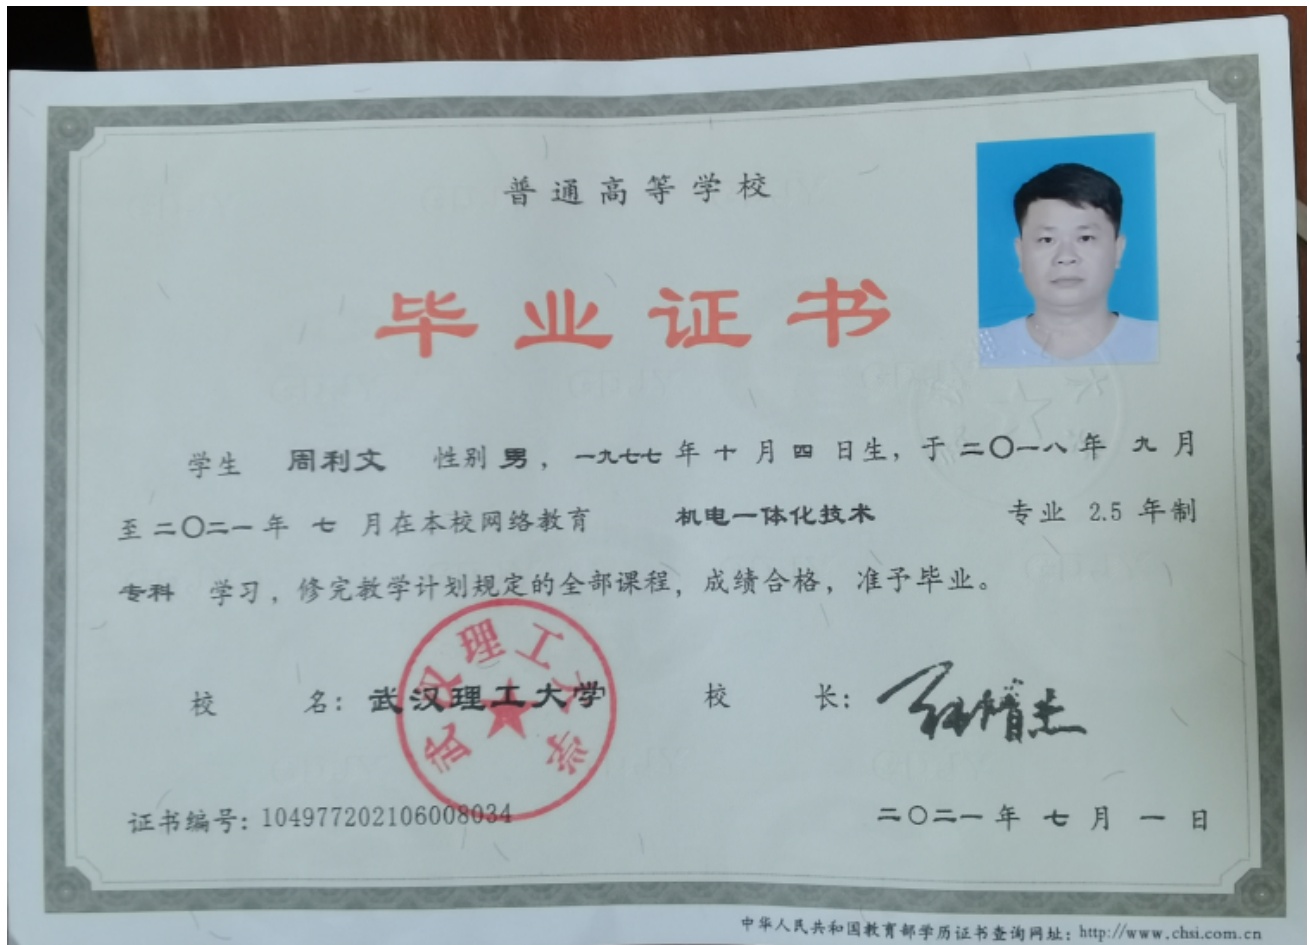 普通高等学校
毕业证书
学生 周利文 性别 男，一九七七年十月四日生，于二〇一八年九月
至二〇二一年七月在本校网络教育 机电一体化技术 专业 2.5 年制
专科 学习，修完教学计划规定的全部课程，成绩合格，准予毕业。
校 名：武汉理工大学 校 长：
武汉理工大学
证书编号：104977202106008034 二〇二一年七月一日
中华人民共和国教育部学历证书查询网址：http://www.chsi.com.cn